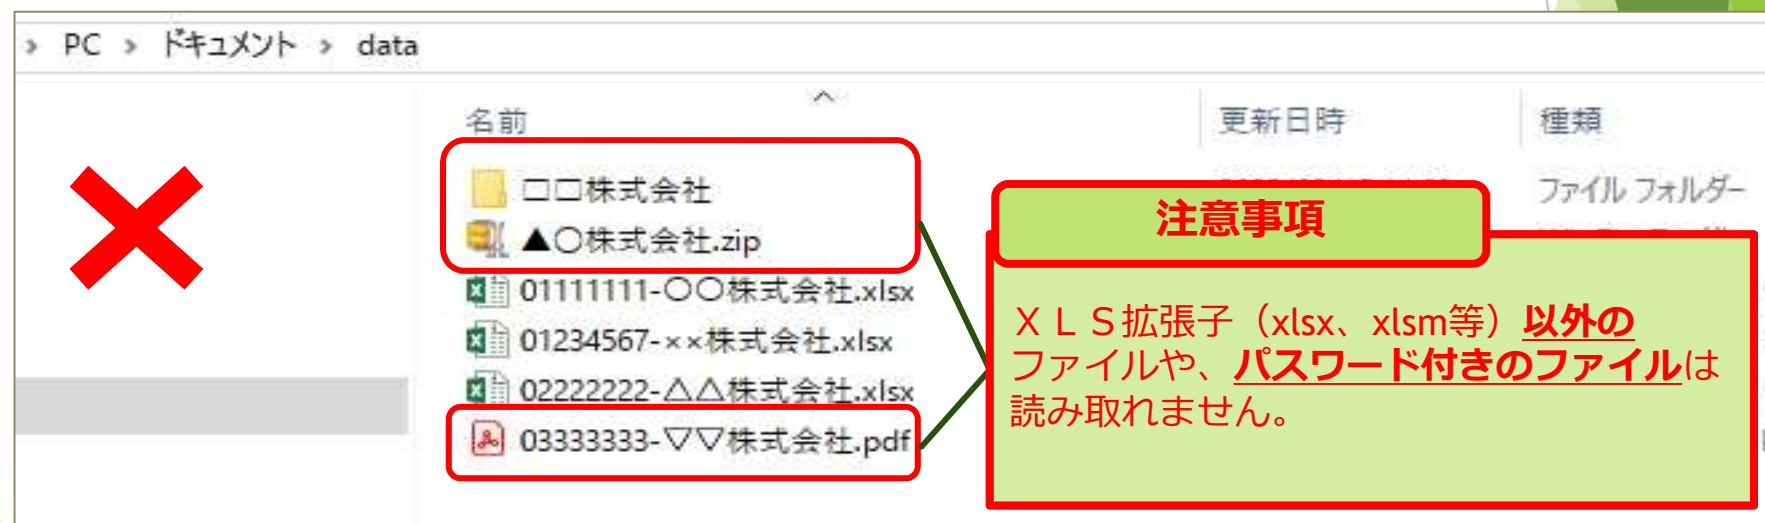 > PC > ドキュメント > data
名前 更新日時 種類
□□株式会社 ファイル フォルダー
▲○株式会社.zip
01111111-○○株式会社.xlsx
01234567-××株式会社.xlsx
02222222-△△株式会社.xlsx
03333333-▽▽株式会社.pdf
注意事項
ＸＬＳ拡張子（xlsx、xlsm等）以外の
ファイルや、パスワード付きのファイルは
読み取れません。